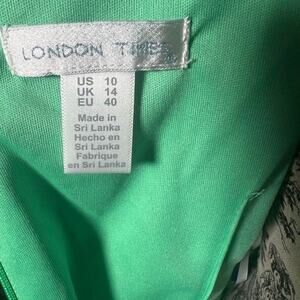 LONDON TIMES
US 10
UK 14
EU 40
Made in
Sri Lanka
Hecho en
Sri Lanka
Fabrique
en Sri Lanka